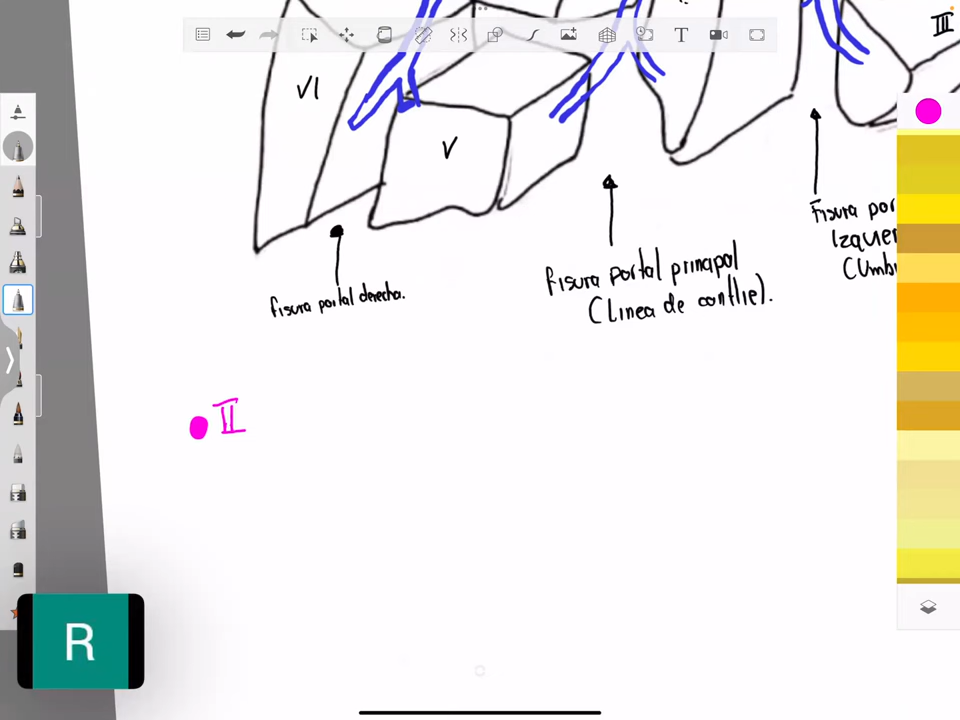 III
VI
V
Fisura por
Izquier
(Umbi
fisura portal principal
(Linea de cantlie).
fisura portal derecha.
II
T
R